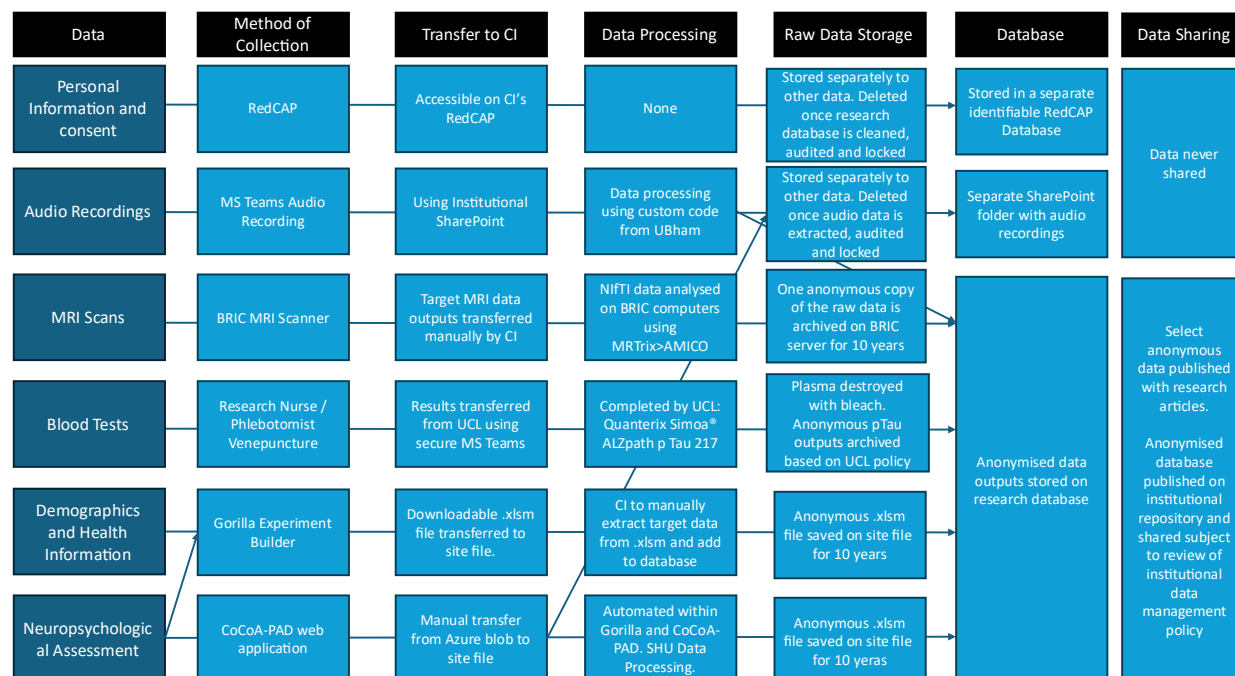 Data
Method of
Collection
Transfer to CI
Data Processing
Raw Data Storage
Database
Data Sharing
Personal
Information and
consent
RedCAP
Accessible on CI's
RedCAP
None
Stored separately to
other data. Deleted
once research
database is cleaned,
audited and locked
Stored in a separate
identifiable RedCAP
Database
Data never
shared
Audio Recordings
MS Teams Audio
Recording
Using Institutional
SharePoint
Data processing
using custom code
from UBham
Stored separately to
other data. Deleted
once audio data is
extracted, audited
and locked
Separate SharePoint
folder with audio
recordings
MRI Scans
BRIC MRI Scanner
Target MRI data
outputs transferred
manually by CI
NIfTI data analysed
on BRIC computers
using
MRTrix>AMICO
One anonymous copy
of the raw data is
archived on BRIC
server for 10 years
Anonymised data
outputs stored on
research database
Select
anonymous
data published
with research
articles.
Anonymised
database
published on
institutional
repository and
shared subject
to review of
institutional
data
management
policy
Blood Tests
Research Nurse /
Phlebotomist
Venepuncture
Results transferred
from UCL using
secure MS Teams
Completed by UCL:
Quanterix Simoa®
ALZpath p Tau 217
Plasma destroyed
with bleach.
Anonymous pTau
outputs archived
based on UCL policy
Demographics
and Health
Information
Gorilla Experiment
Builder
Downloadable .xlsm
file transferred to
site file.
CI to manually
extract target data
from .xlsm and add
to database
Anonymous .xlsm
file saved on site file
for 10 years
Neuropsychologic
al Assessment
CoCoA-PAD web
application
Manual transfer
from Azure blob to
site file
Automated within
Gorilla and CoCoA-
PAD. SHU Data
Processing.
Anonymous .xlsm
file saved on site file
for 10 yeras